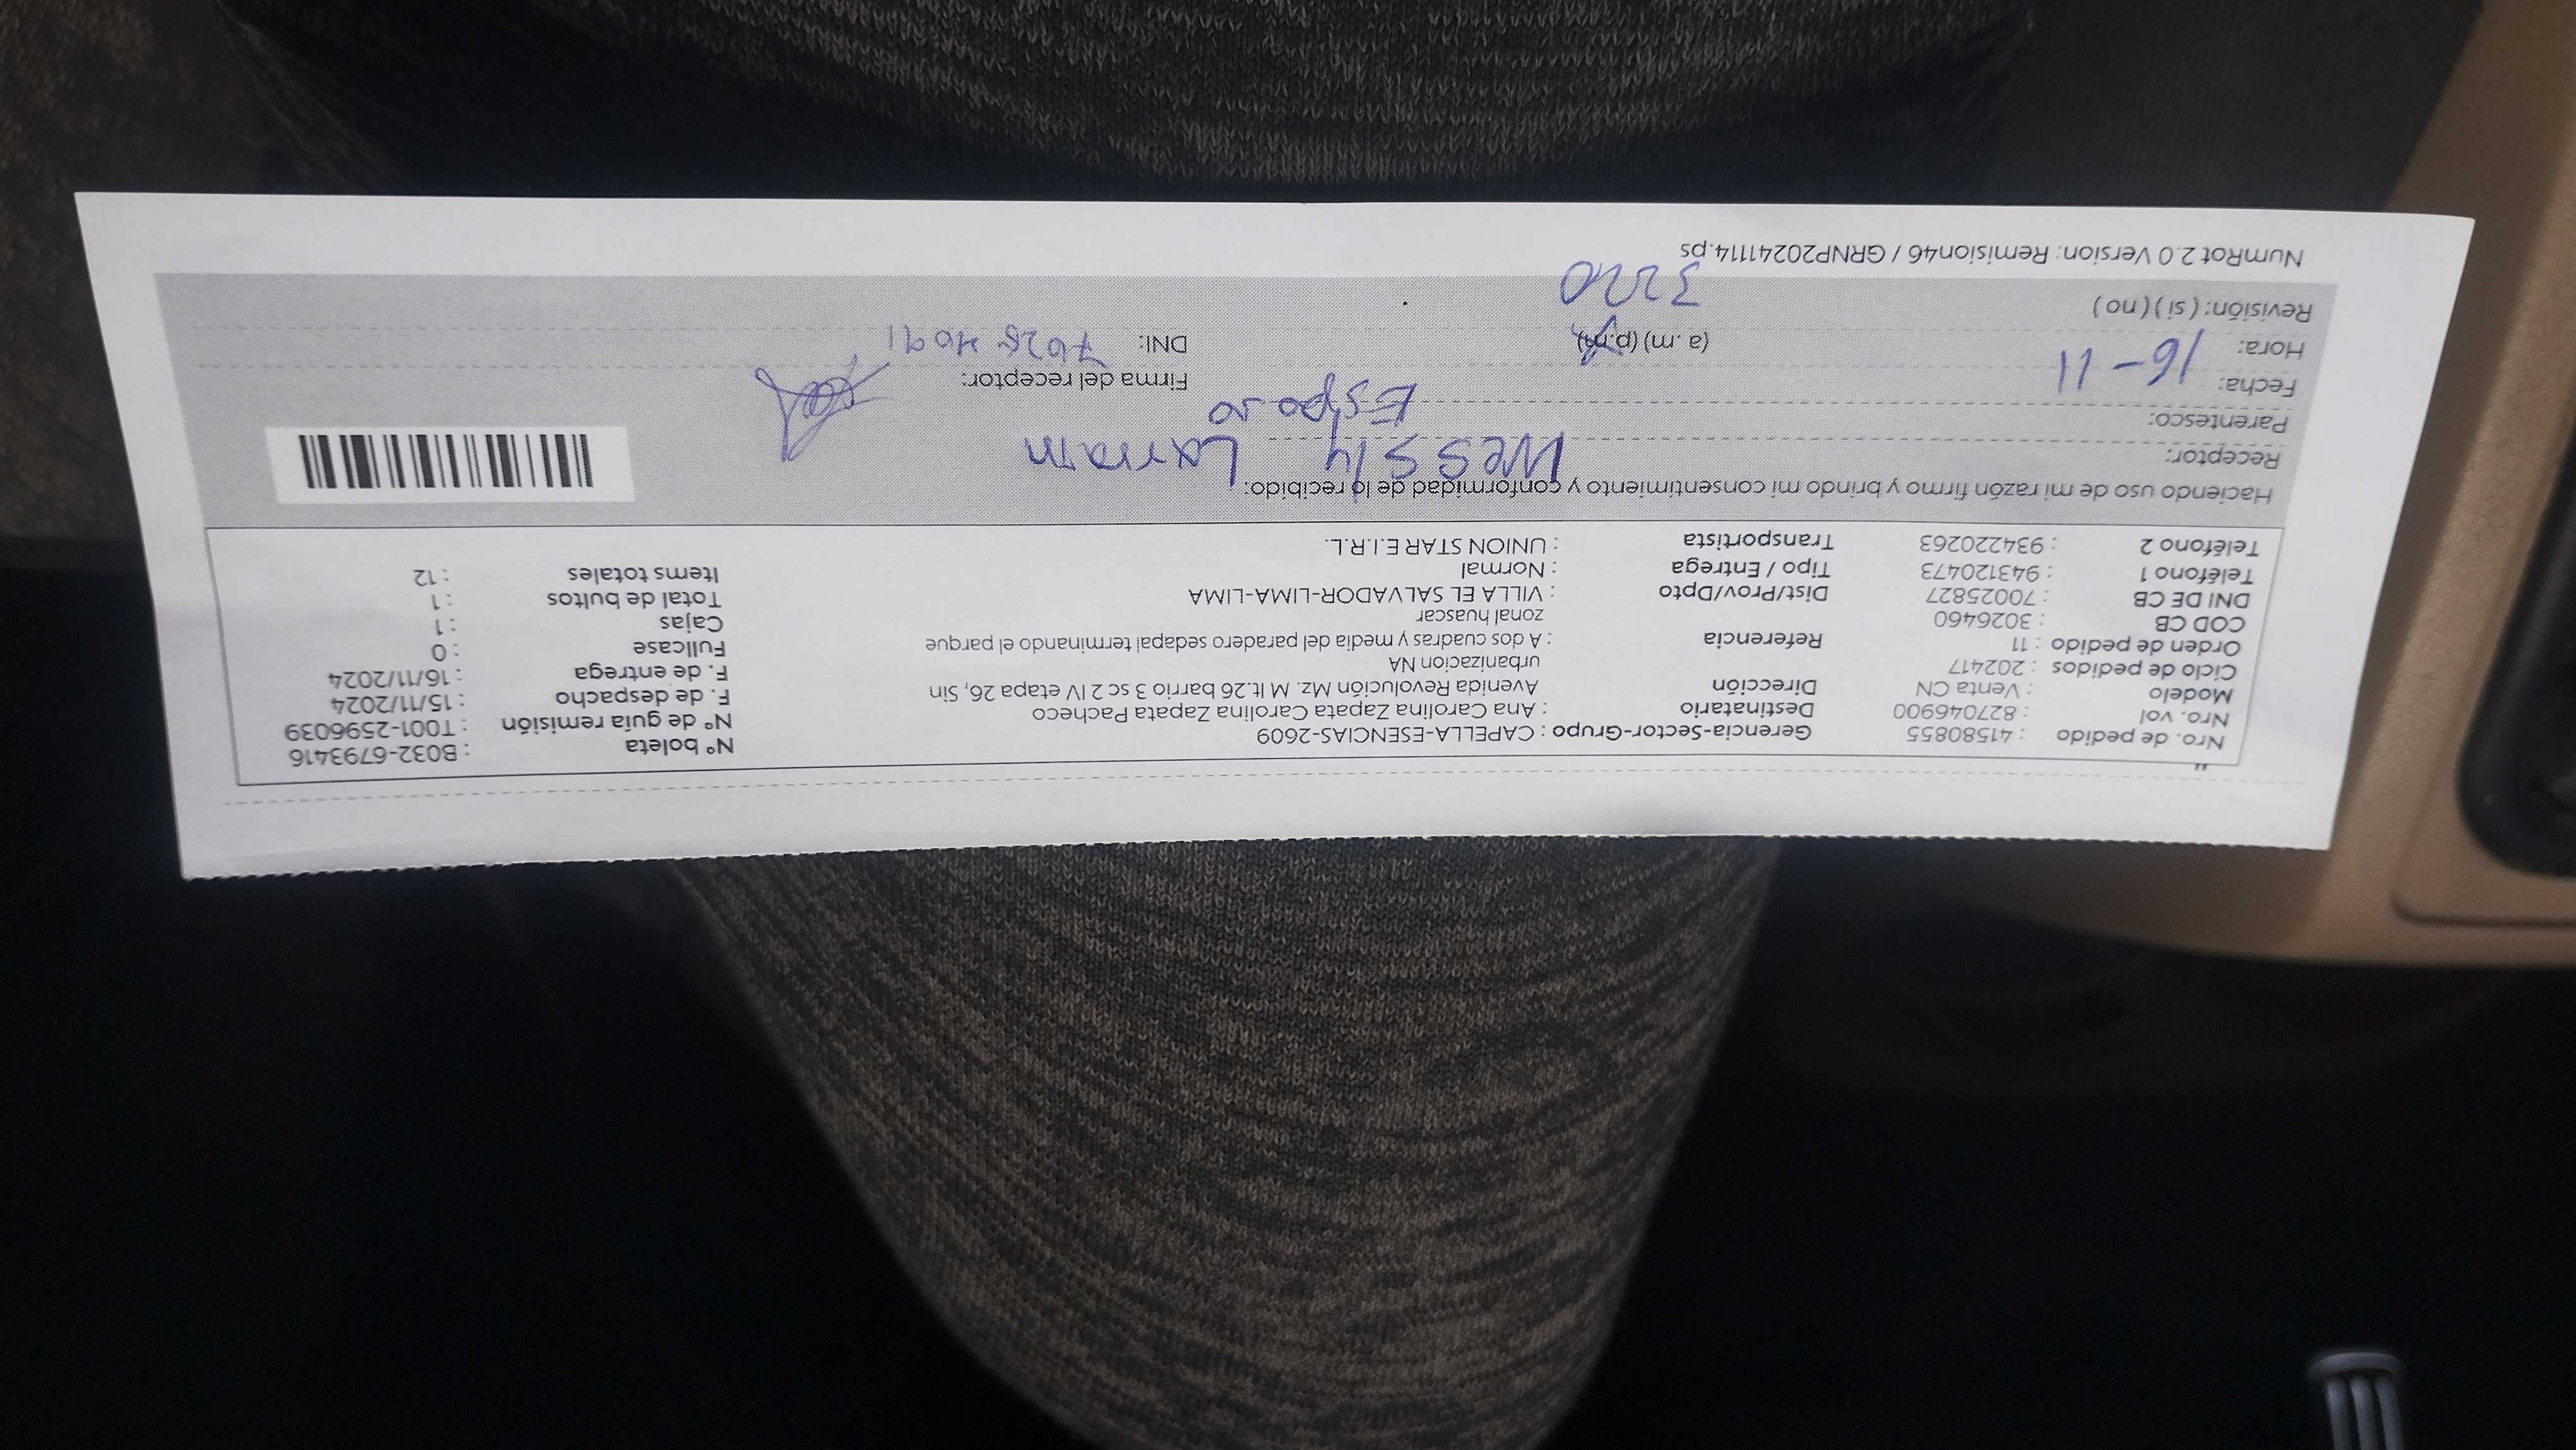 Nro. de pedido : 41580855 Gerencia-Sector-Grupo : CAPELLA-ESENCIAS-2609 N° boleta : B032-6793416
Nro. vol : 827046900 Destinatario : Ana Carolina Zapata Carolina Zapata Pacheco N° de guía remisión : T001-2596039
Modelo : Venta CN Dirección Avenida Revolución Mz. M lt.26 barrio 3 sc 2 IV etapa 26, Sin F. de despacho : 15/11/2024
Ciclo de pedidos : 202417 urbanizacion NA F. de entrega : 16/11/2024
Orden de pedido : 11 Referencia : A dos cuadras y media del paradero sedapal terminando el parque Fullcase : 0
COD CB : 3026460 zonal huascar Cajas : 1
DNI DE CB : 70025827 Dist/Prov/Dpto : VILLA EL SALVADOR-LIMA-LIMA Total de bultos : 1
Teléfono 1 : 943120473 Tipo / Entrega : Normal Items totales : 12
Teléfono 2 : 934220263 Transportista : UNION STAR E.I.R.L.
Haciendo uso de mi razón firmo y brindo mi consentimiento y conformidad de lo recibido:
Receptor: Wessly
Parentesco:
Fecha: 16-11 Firma del receptor:
Hora: (a. m) (p.m) DNI:
Revisión: ( si ) ( no ) 3220
NumRot 2.0 Version: Remision46 / GRNP20241114.ps